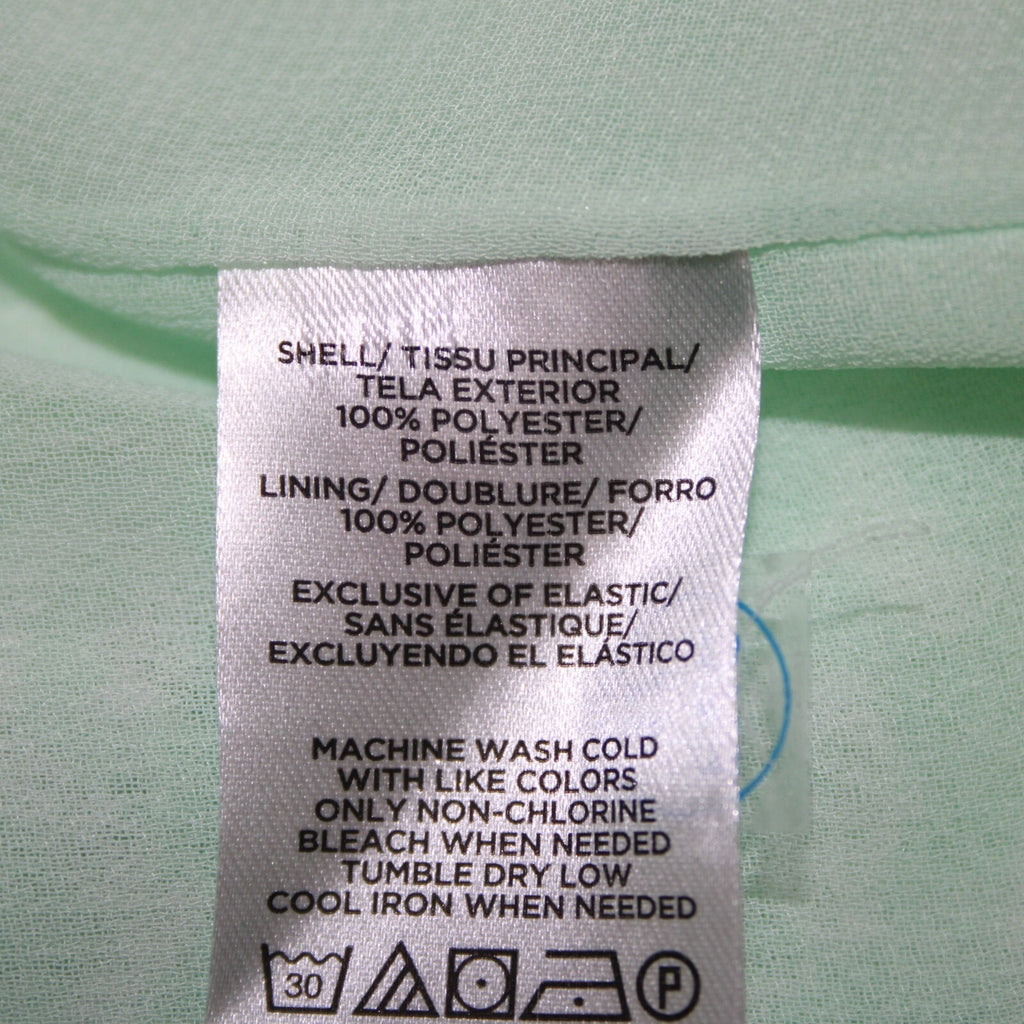 SHELL/ TISSU PRINCIPAL/
TELA EXTERIOR
100% POLYESTER/
POLIÉSTER
LINING/ DOUBLURE/ FORRO
100% POLYESTER/
POLIÉSTER
EXCLUSIVE OF ELASTIC/
SANS ÉLASTIQUE/
EXCLUYENDO EL ELÁSTICO
MACHINE WASH COLD
WITH LIKE COLORS
ONLY NON-CHLORINE
BLEACH WHEN NEEDED
TUMBLE DRY LOW
COOL IRON WHEN NEEDED
30 P